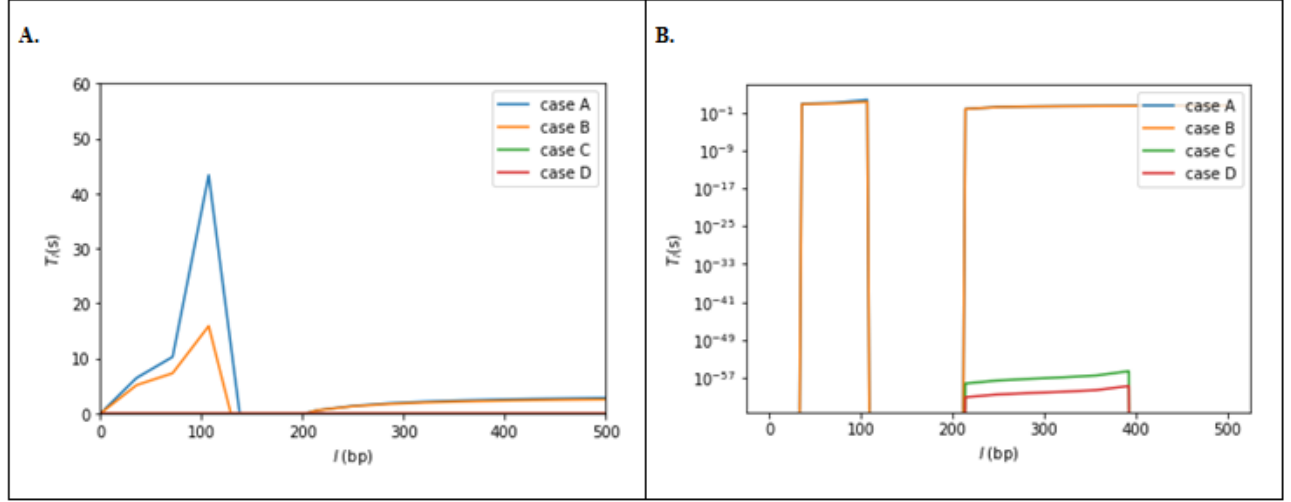 A.
60
50
40
30
20
10
0
T_l(s)
0 100 200 300 400 500
l (bp)
case A
case B
case C
case D
B.
10^-1
10^-9
10^-17
10^-25
10^-33
10^-41
10^-49
10^-57
T_l(s)
0 100 200 300 400 500
l (bp)
case A
case B
case C
case D